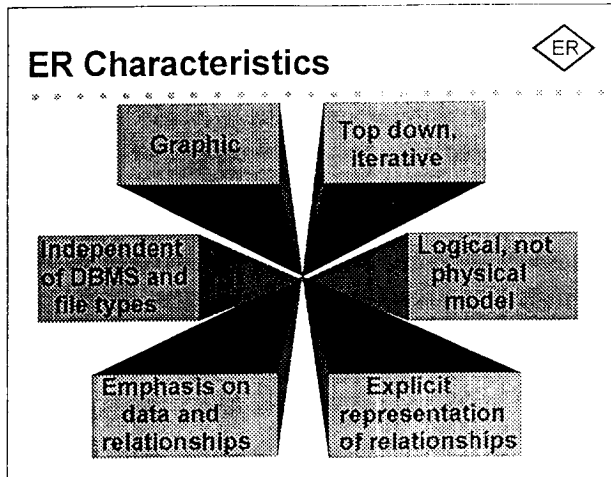 ER Characteristics
ER
Graphic
Top down,
iterative
Independent
of DBMS and
file types
Logical, not
physical
model
Emphasis on
data and
relationships
Explicit
representation
of relationships